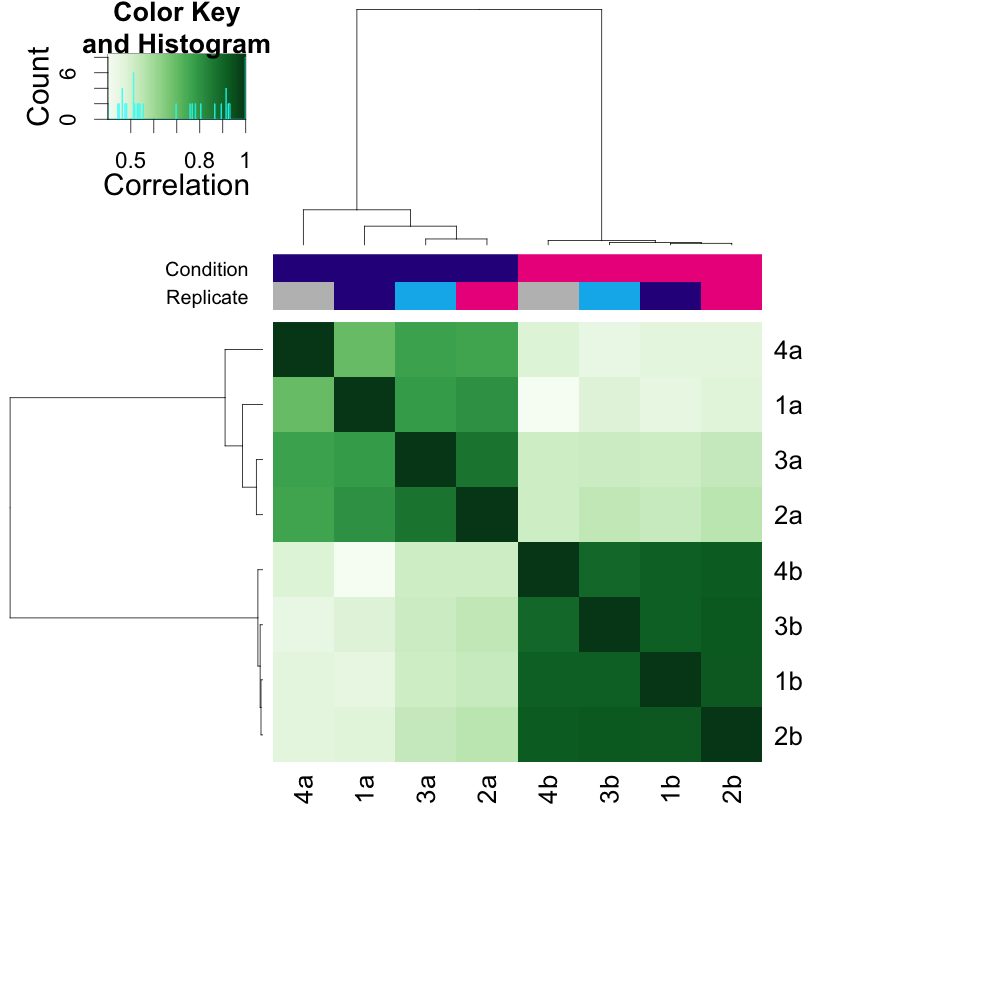 Color Key
and Histogram
Count
0 6
0.5 0.8 1
Correlation
Condition
Replicate
4a
1a
3a
2a
4b
3b
1b
2b
4a 1a 3a 2a 4b 3b 1b 2b